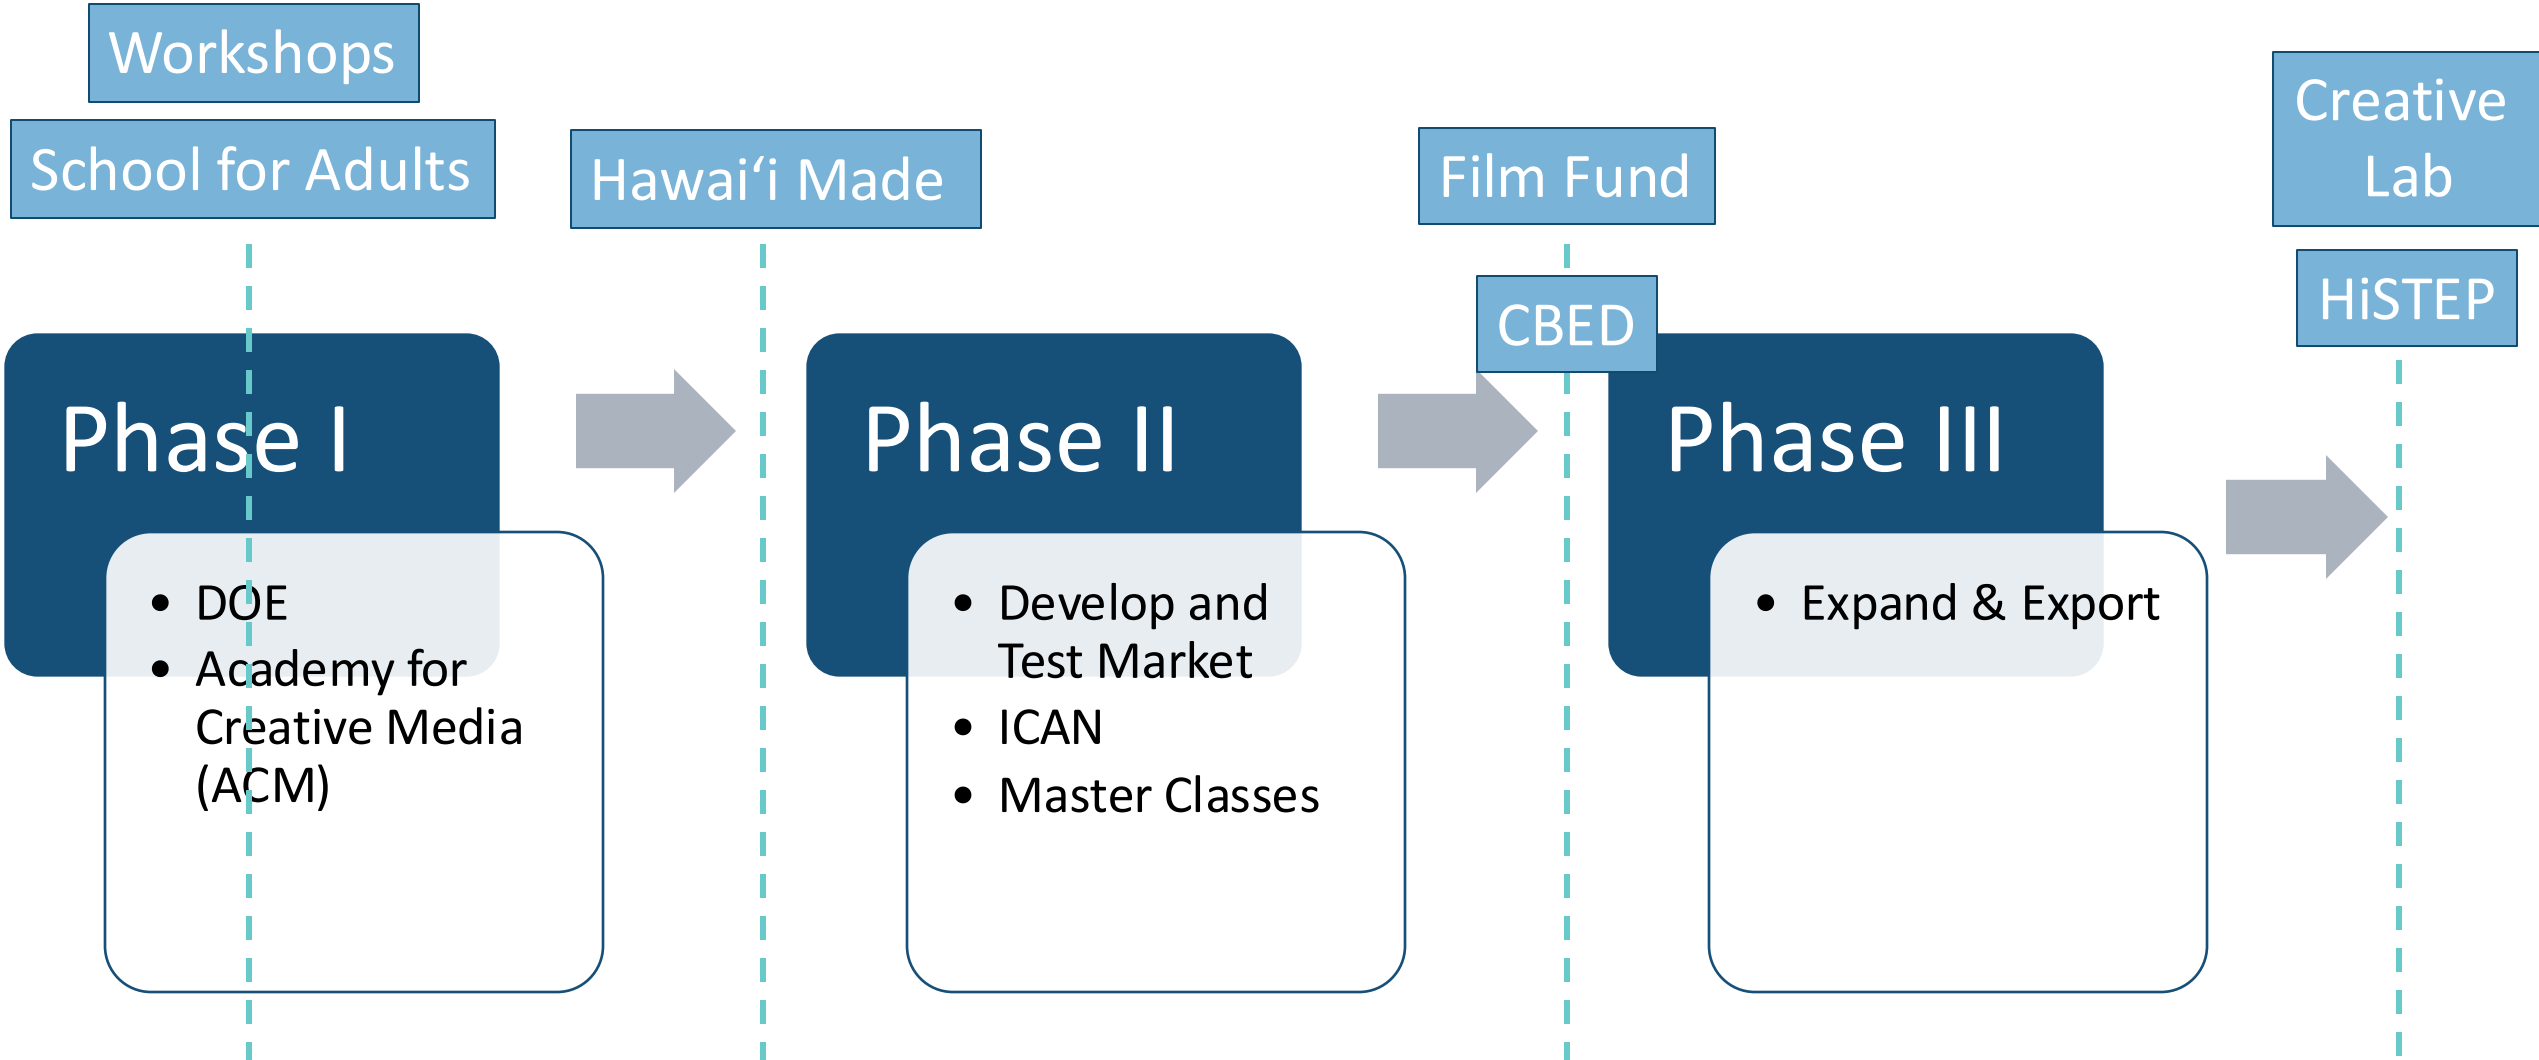 Workshops
School for Adults
Hawaiʻi Made
Film Fund
CBED
Creative
Lab
HiSTEP
Phase I
• DOE
• Academy for
Creative Media
(ACM)
Phase II
• Develop and
Test Market
• ICAN
• Master Classes
Phase III
• Expand & Export